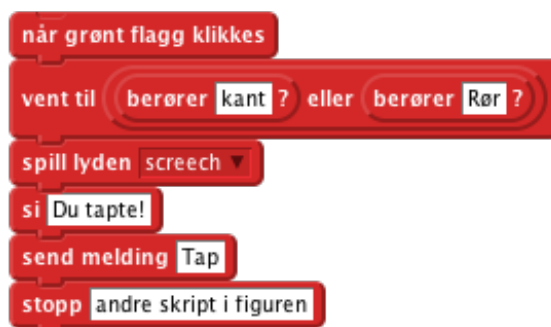 når grønt flagg klikkes
vent til berører kant ? eller berører Rør ?
spill lyden screech
si Du tapte!
send melding Tap
stopp andre skript i figuren